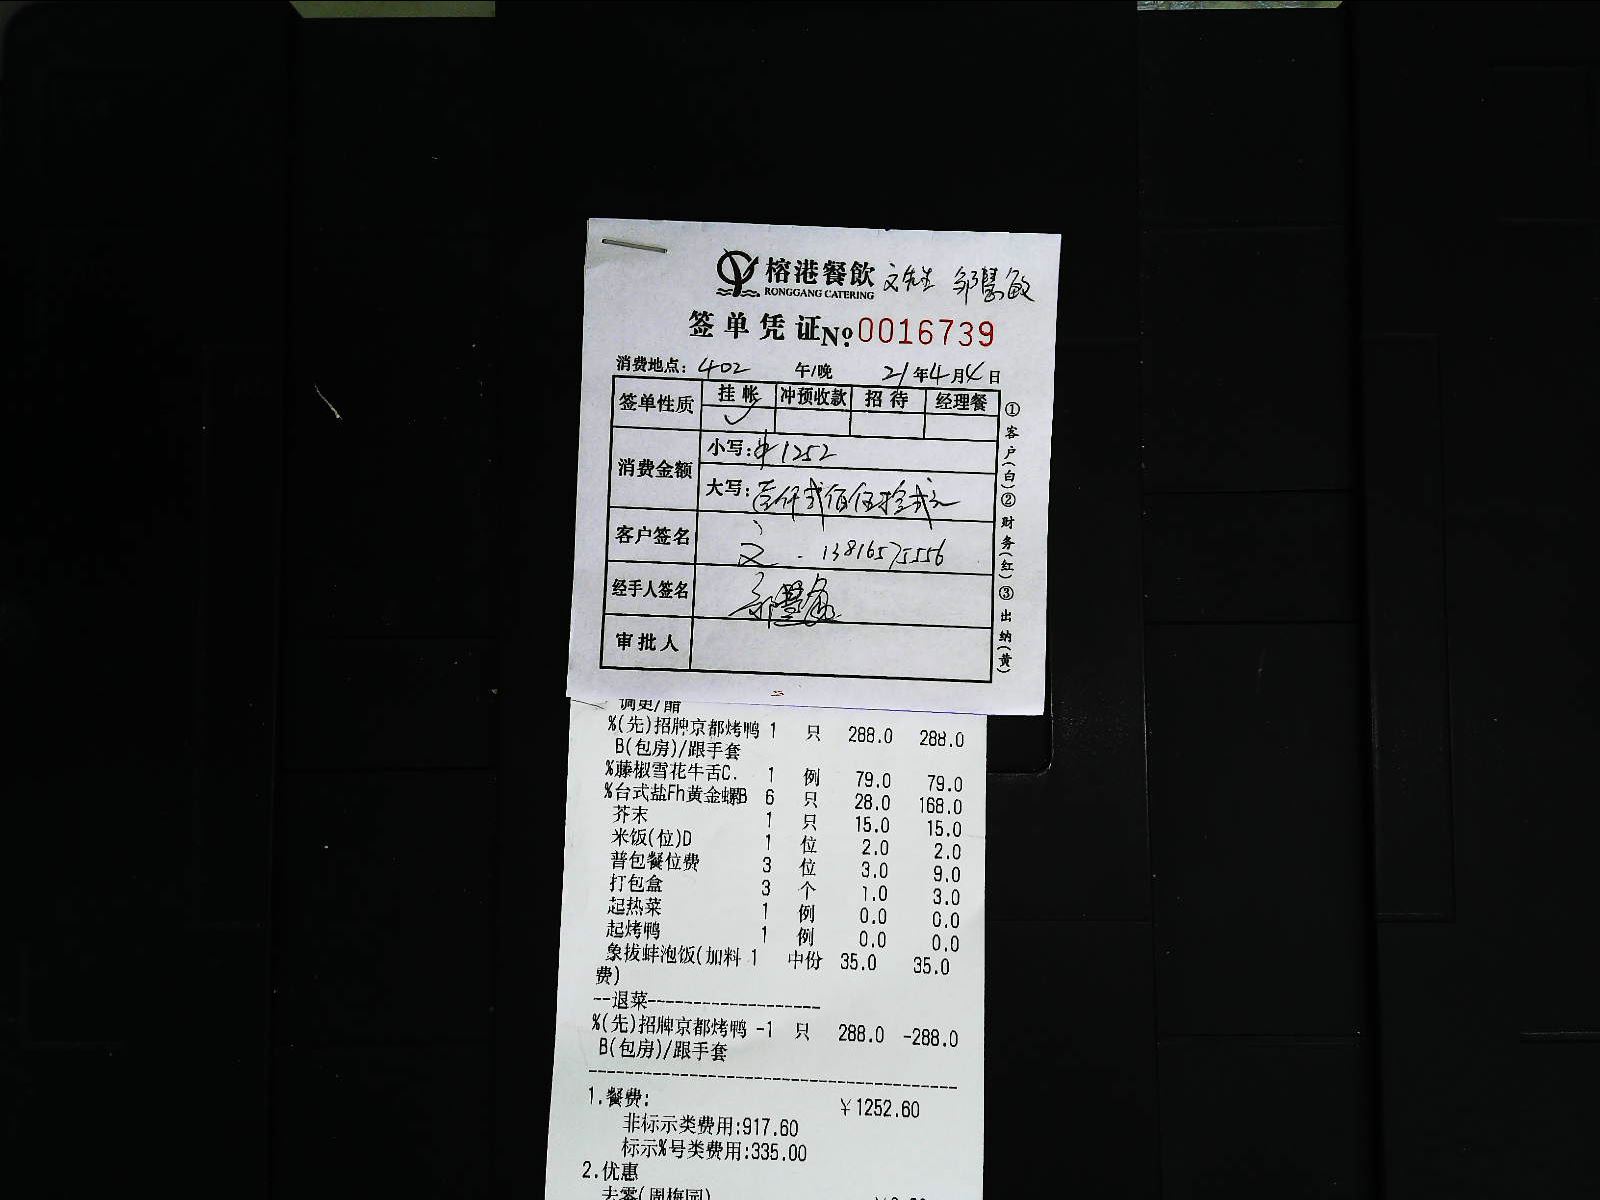 榕港餐飲 文先生 邹慧敏
RONGGANG CATERING
签单凭证 №0016739
消费地点：402 午/晚 21年4月4日
签单性质 挂帐 冲预收款 招待 经理餐
✓
消费金额 小写：¥1252
大写：壹仟贰佰伍拾贰元
客户签名 文 . 13816575556
经手人签名 邹慧敏
审批人
①客户(白)②财务(红)③出纳(黄)
调更/醋
%(先)招牌京都烤鸭 1 只 288.0 288.0
B(包房)/跟手套
%藤椒雪花牛舌C. 1 例 79.0 79.0
%台式盐Fh黄金螺B 6 只 28.0 168.0
芥末 1 只 15.0 15.0
米饭(位)D 1 位 2.0 2.0
普包餐位费 3 位 3.0 9.0
打包盒 3 个 1.0 3.0
起热菜 1 例 0.0 0.0
起烤鸭 1 例 0.0 0.0
象拔蚌泡饭(加料 1 中份 35.0 35.0
费)
--退菜-------------------
%(先)招牌京都烤鸭 -1 只 288.0 -288.0
B(包房)/跟手套
1.餐费: ￥1252.60
非标示类费用:917.60
标示%号类费用:335.00
2.优惠
去零(周梅园)